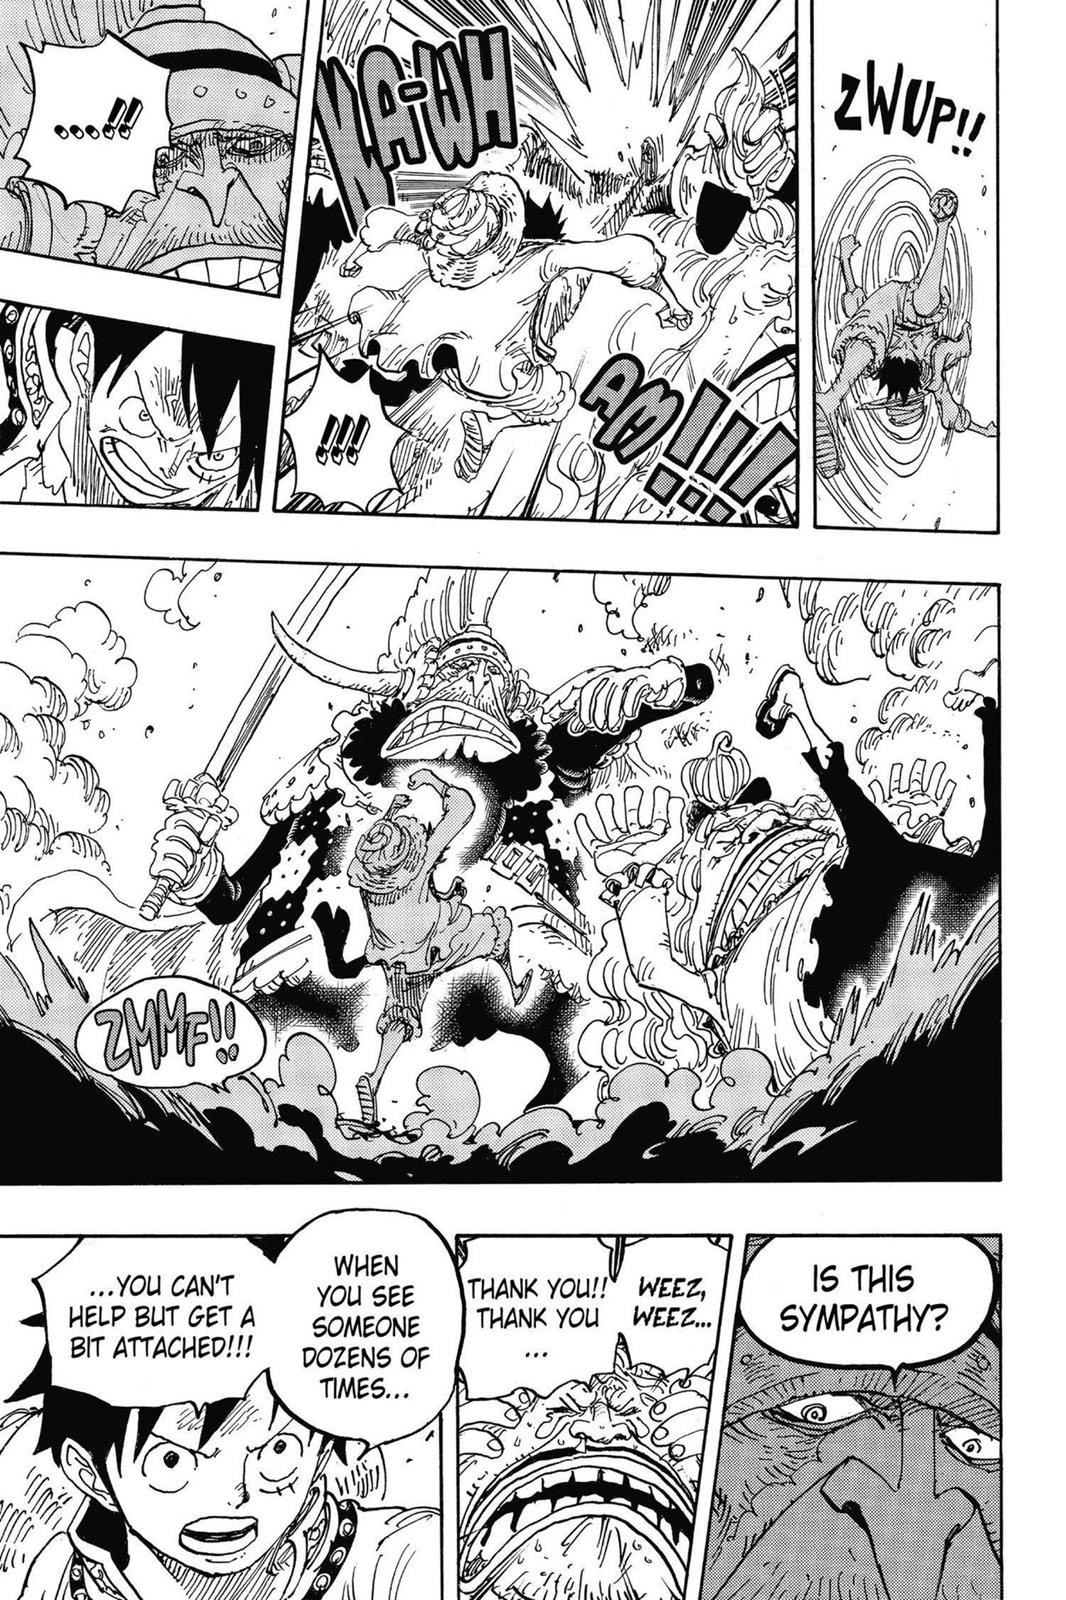 ZWUP!!
KA-WH
AM!!!
!!!
....!!
ZMMF!!
IS THIS
SYMPATHY?
WEEZ,
WEEZ...
THANK YOU!!
THANK YOU
...
WHEN
YOU SEE
SOMEONE
DOZENS OF
TIMES...
...YOU CAN'T
HELP BUT GET A
BIT ATTACHED!!!